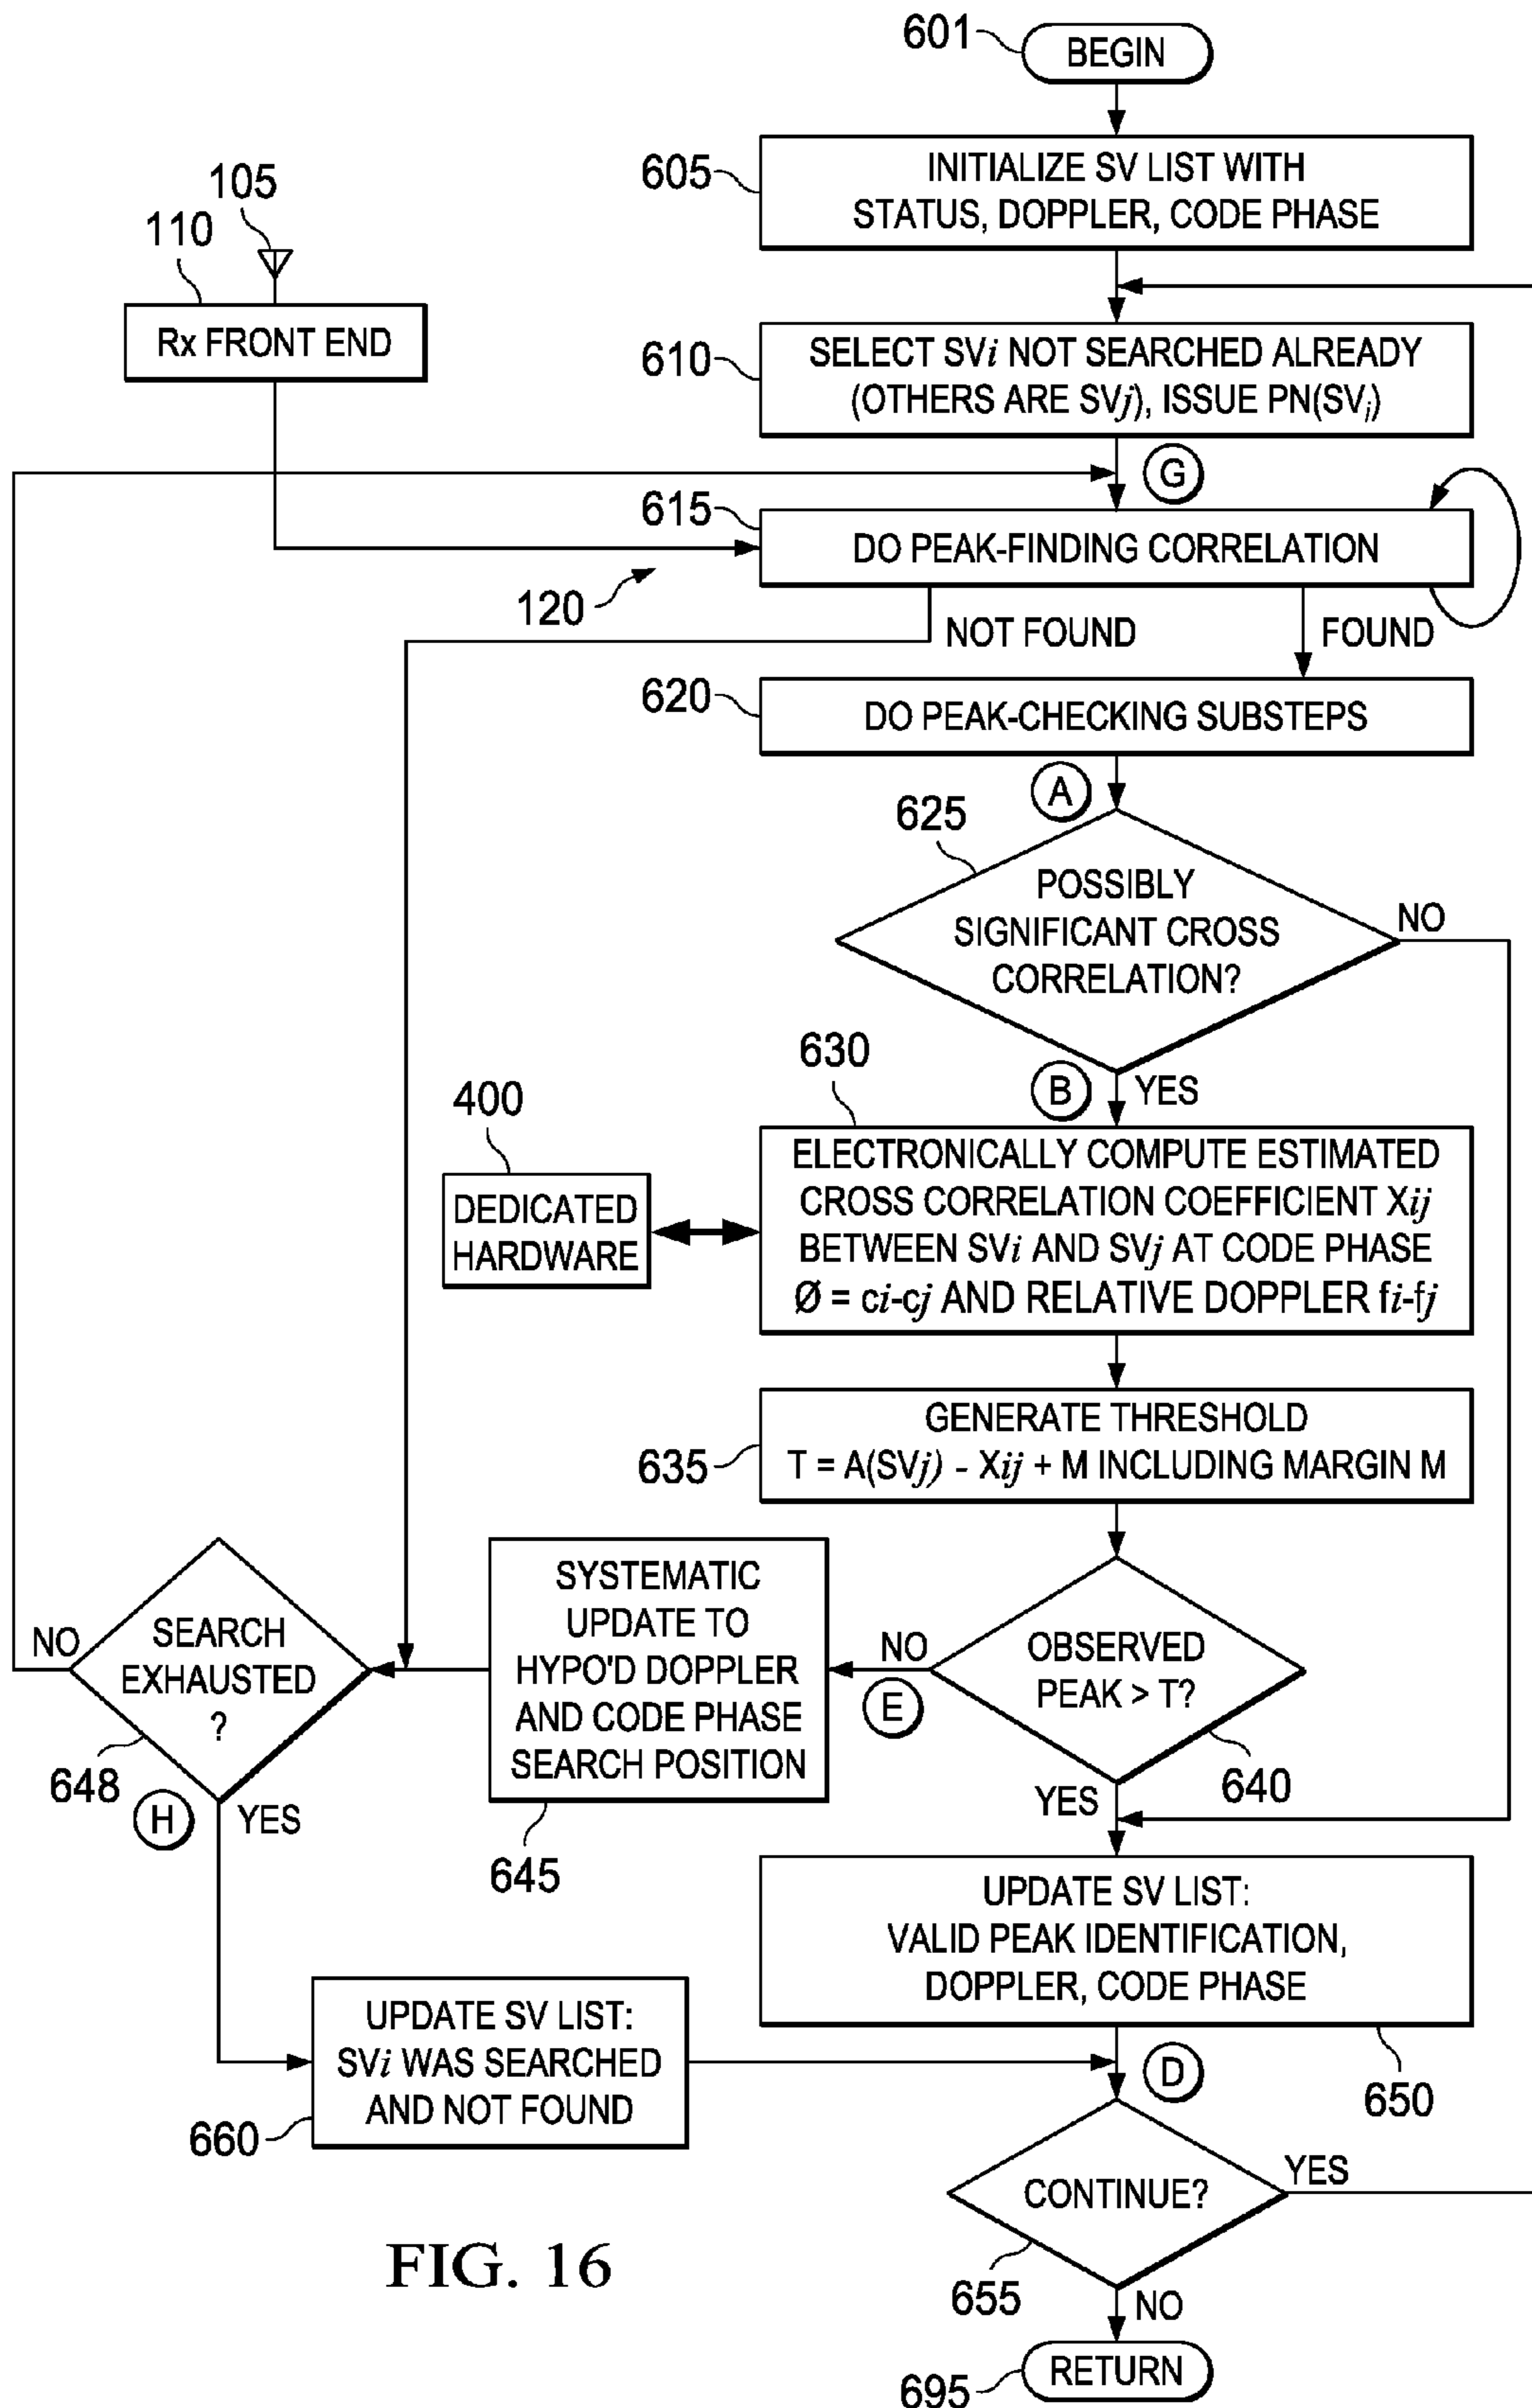 601
BEGIN
605
INITIALIZE SV LIST WITH
STATUS, DOPPLER, CODE PHASE
105
110
Rx FRONT END
610
SELECT SVi NOT SEARCHED ALREADY
(OTHERS ARE SVj), ISSUE PN(SVi)
G
615
DO PEAK-FINDING CORRELATION
120
NOT FOUND
FOUND
620
DO PEAK-CHECKING SUBSTEPS
A
625
POSSIBLY
SIGNIFICANT CROSS
CORRELATION?
NO
630
B
YES
400
DEDICATED
HARDWARE
ELECTRONICALLY COMPUTE ESTIMATED
CROSS CORRELATION COEFFICIENT Xij
BETWEEN SVi AND SVj AT CODE PHASE
Ø = ci-cj AND RELATIVE DOPPLER fi-fj
635
GENERATE THRESHOLD
T = A(SVj) - Xij + M INCLUDING MARGIN M
NO
SEARCH
EXHAUSTED
?
648
H
YES
SYSTEMATIC
UPDATE TO
HYPO'D DOPPLER
AND CODE PHASE
SEARCH POSITION
645
NO
E
OBSERVED
PEAK > T?
640
YES
UPDATE SV LIST:
VALID PEAK IDENTIFICATION,
DOPPLER, CODE PHASE
650
UPDATE SV LIST:
SVi WAS SEARCHED
AND NOT FOUND
660
D
CONTINUE?
YES
655
NO
695
RETURN
FIG. 16